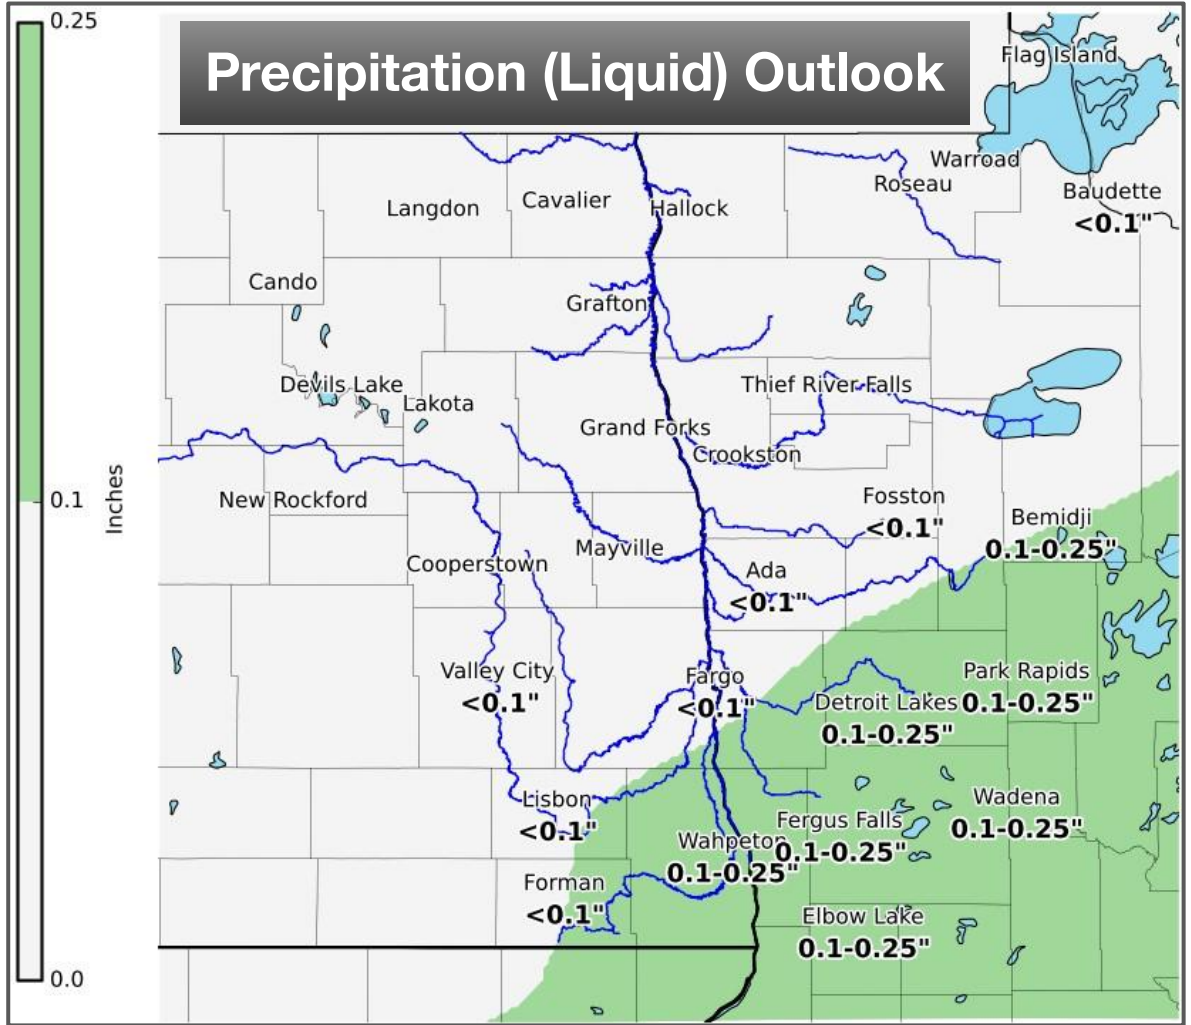 0.25
Precipitation (Liquid) Outlook
Flag Island
Warroad
Roseau
Baudette
<0.1"
Langdon
Cavalier
Hallock
Cando
Grafton
Devils Lake
Lakota
Thief River Falls
Grand Forks
Crookston
0.1
Inches
New Rockford
Fosston
<0.1"
Bemidji
0.1-0.25"
Cooperstown
Mayville
Ada
<0.1"
Valley City
<0.1"
Fargo
<0.1"
Detroit Lakes
0.1-0.25"
Park Rapids
0.1-0.25"
Lisbon
<0.1"
Wahpeton
0.1-0.25"
Fergus Falls
0.1-0.25"
Wadena
0.1-0.25"
Forman
<0.1"
Elbow Lake
0.1-0.25"
0.0